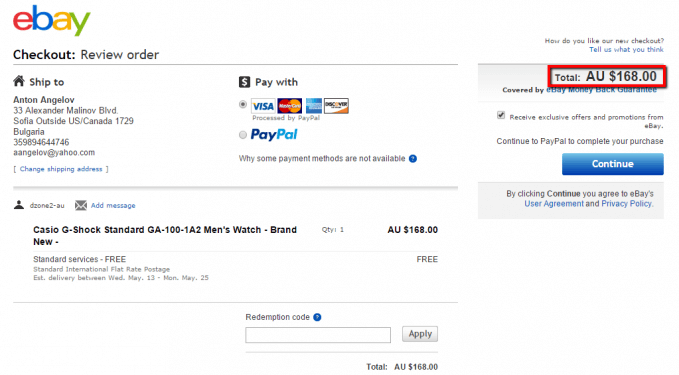 ebay
Checkout: Review order
How do you like our new checkout?
Tell us what you think
Ship to
Anton Angelov
33 Alexander Malinov Blvd.
Sofia Outside US/Canada 1729
Bulgaria
359894644746
aangelov@yahoo.com
[ Change shipping address ]
Pay with
VISA MasterCard AMEX DISCOVER
Processed by PayPal
PayPal
Why some payment methods are not available ?
Total: AU $168.00
Covered by eBay Money Back Guarantee
Receive exclusive offers and promotions from
eBay.
Continue to PayPal to complete your purchase
Continue
By clicking Continue you agree to eBay's
User Agreement and Privacy Policy.
dzone2-au Add message
Casio G-Shock Standard GA-100-1A2 Men's Watch - Brand
New -
Qty: 1 AU $168.00
Standard services - FREE FREE
Standard International Flat Rate Postage
Est. delivery between Wed. May. 13 - Mon. May. 25
Redemption code ?
Apply
Total: AU $168.00